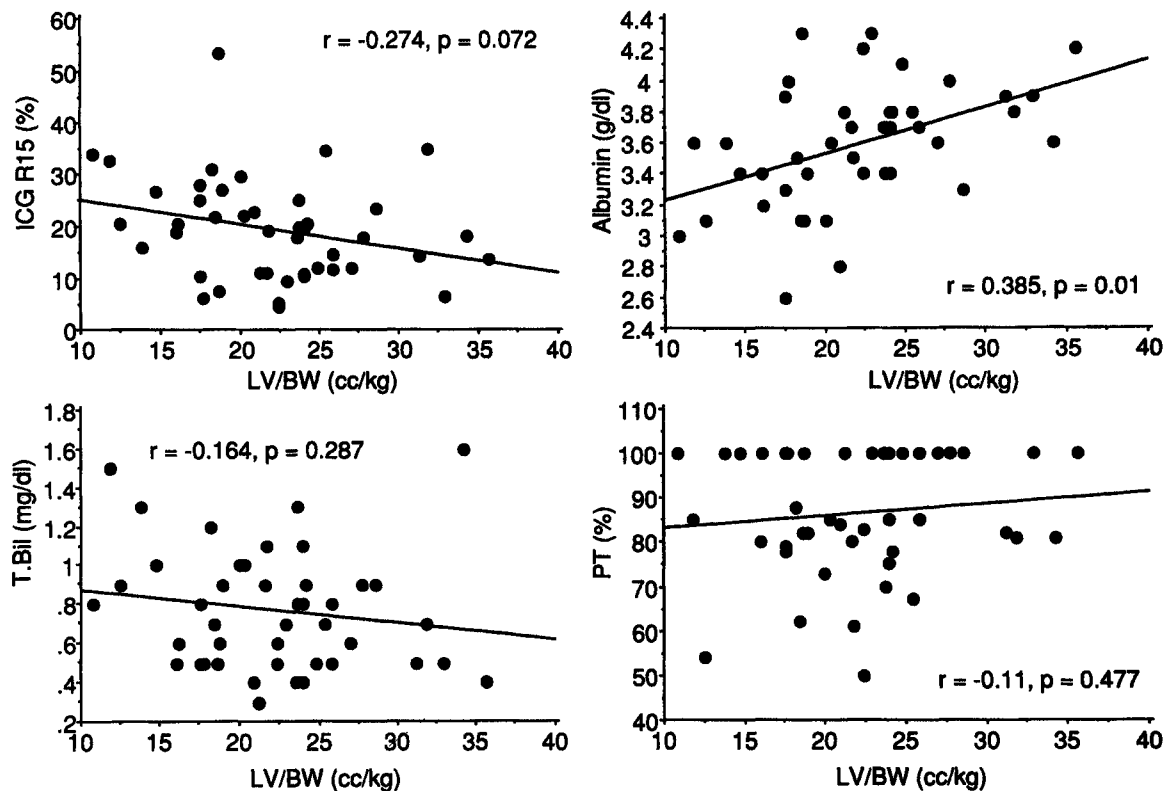 60
50
40
30
20
10
0
ICG R15 (%)
r = -0.274, p = 0.072
10 15 20 25 30 35 40
LV/BW (cc/kg)
4.4
4.2
4
3.8
3.6
3.4
3.2
3
2.8
2.6
2.4
Albumin (g/dl)
r = 0.385, p = 0.01
10 15 20 25 30 35 40
LV/BW (cc/kg)
1.8
1.6
1.4
1.2
1
.8
.6
.4
.2
T.Bil (mg/dl)
r = -0.164, p = 0.287
10 15 20 25 30 35 40
LV/BW (cc/kg)
110
100
90
80
70
60
50
40
PT (%)
r = -0.11, p = 0.477
10 15 20 25 30 35 40
LV/BW (cc/kg)